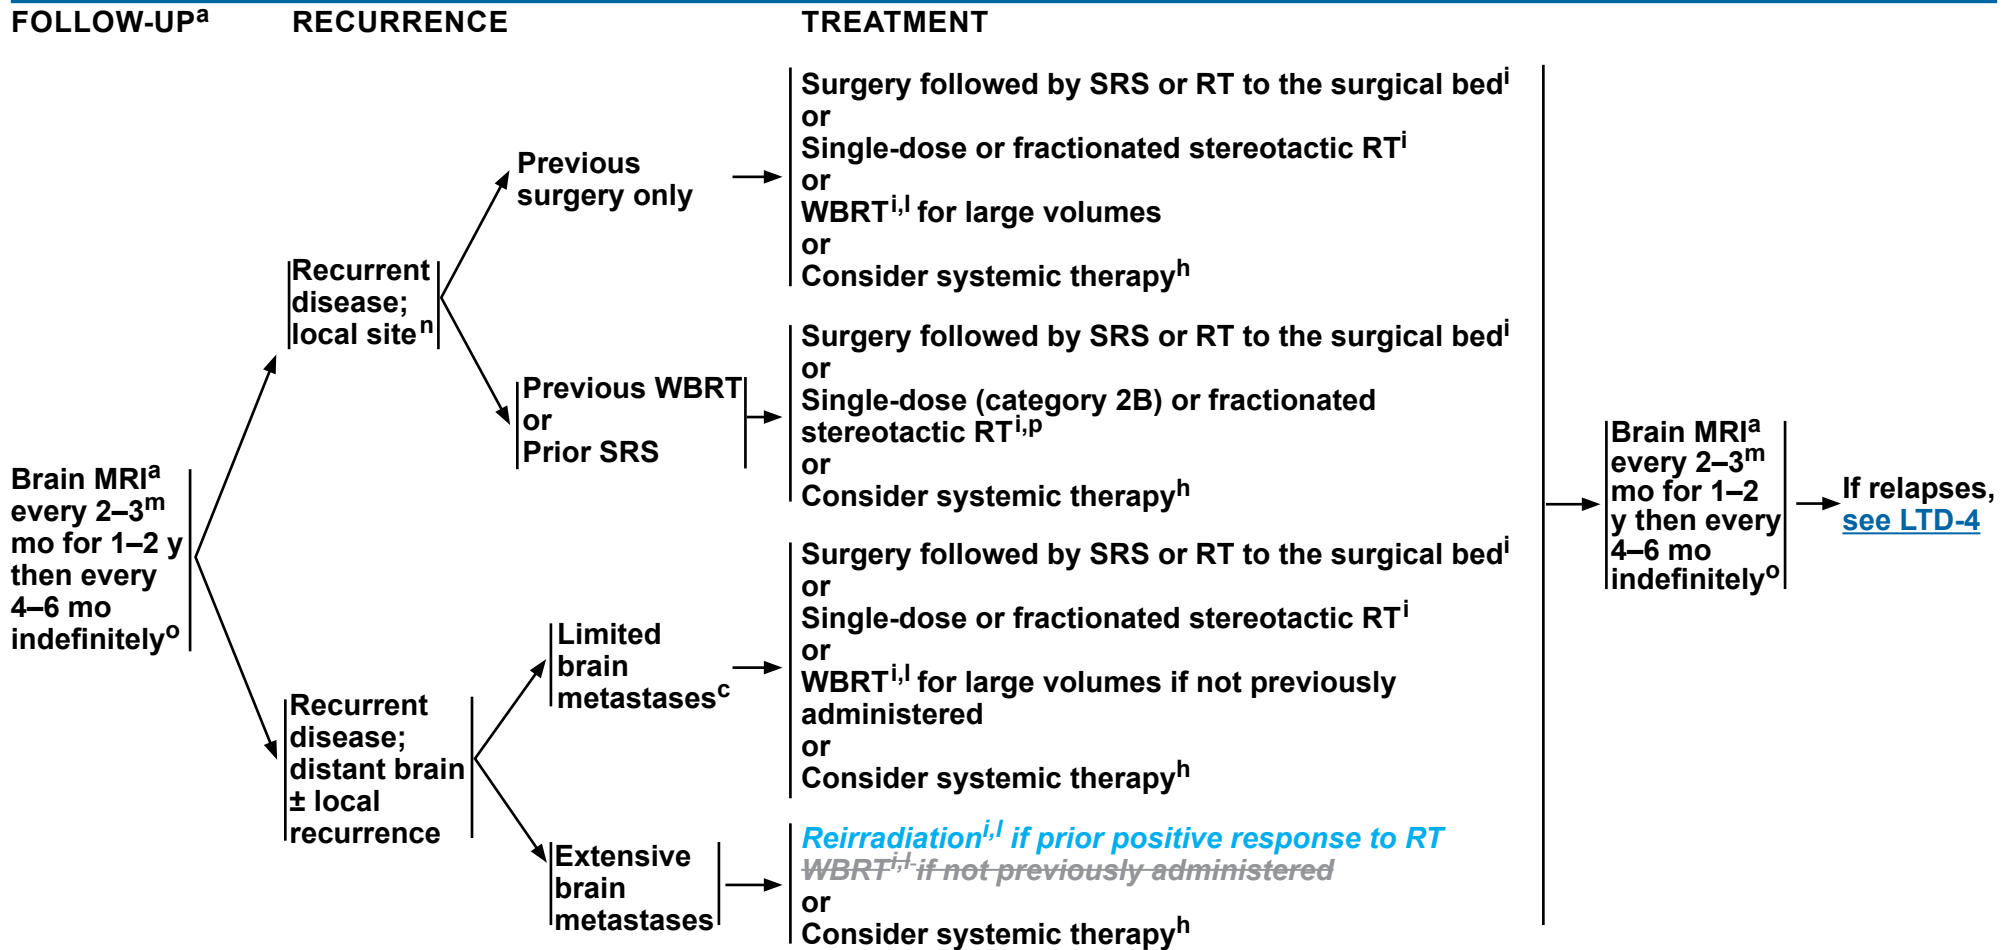 FOLLOW-UPa
RECURRENCE
TREATMENT
Brain MRIa
every 2–3m
mo for 1–2 y
then every
4–6 mo
indefinitelyo
Recurrent
disease;
local siten
Previous
surgery only
Surgery followed by SRS or RT to the surgical bedi
or
Single-dose or fractionated stereotactic RTi
or
WBRTi,l for large volumes
or
Consider systemic therapyh
Previous WBRT
or
Prior SRS
Surgery followed by SRS or RT to the surgical bedi
or
Single-dose (category 2B) or fractionated
stereotactic RTi,p
or
Consider systemic therapyh
Recurrent
disease;
distant brain
± local
recurrence
Limited
brain
metastasesc
Surgery followed by SRS or RT to the surgical bedi
or
Single-dose or fractionated stereotactic RTi
or
WBRTi,l for large volumes if not previously
administered
or
Consider systemic therapyh
Extensive
brain
metastases
Reirradiationi,l if prior positive response to RT
WBRTi,l if not previously administered
or
Consider systemic therapyh
Brain MRIa
every 2–3m
mo for 1–2
y then every
4–6 mo
indefinitelyo
If relapses,
see LTD-4